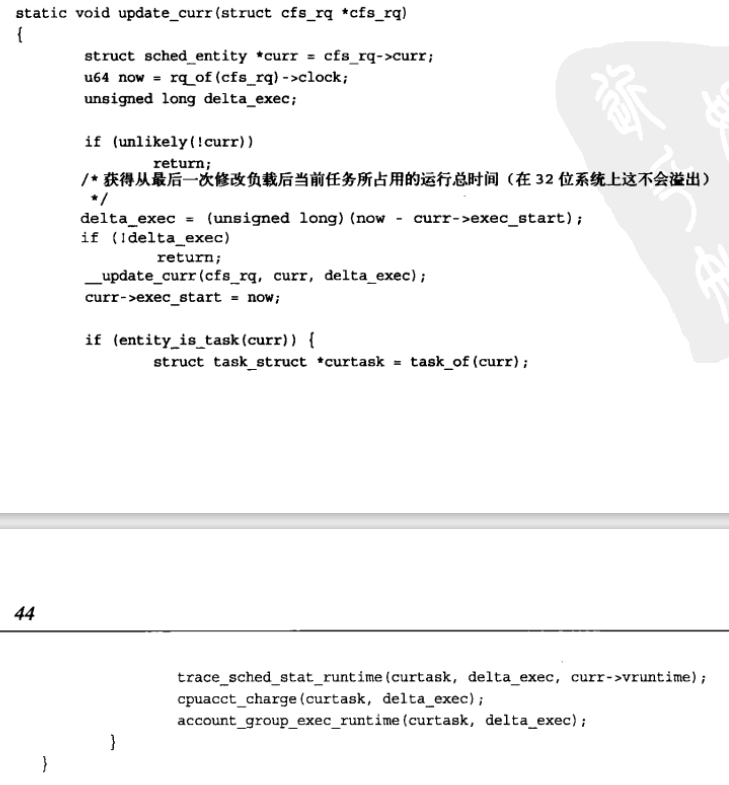 static void update_curr(struct cfs_rq *cfs_rq)
{
struct sched_entity *curr = cfs_rq->curr;
u64 now = rq_of(cfs_rq)->clock;
unsigned long delta_exec;
if (unlikely(!curr))
return;
/* 获得从最后一次修改负载后当前任务所占用的运行总时间（在 32 位系统上这不会溢出）
*/
delta_exec = (unsigned long)(now - curr->exec_start);
if (!delta_exec)
return;
__update_curr(cfs_rq, curr, delta_exec);
curr->exec_start = now;
if (entity_is_task(curr)) {
struct task_struct *curtask = task_of(curr);
44
trace_sched_stat_runtime(curtask, delta_exec, curr->vruntime);
cpuacct_charge(curtask, delta_exec);
account_group_exec_runtime(curtask, delta_exec);
}
}